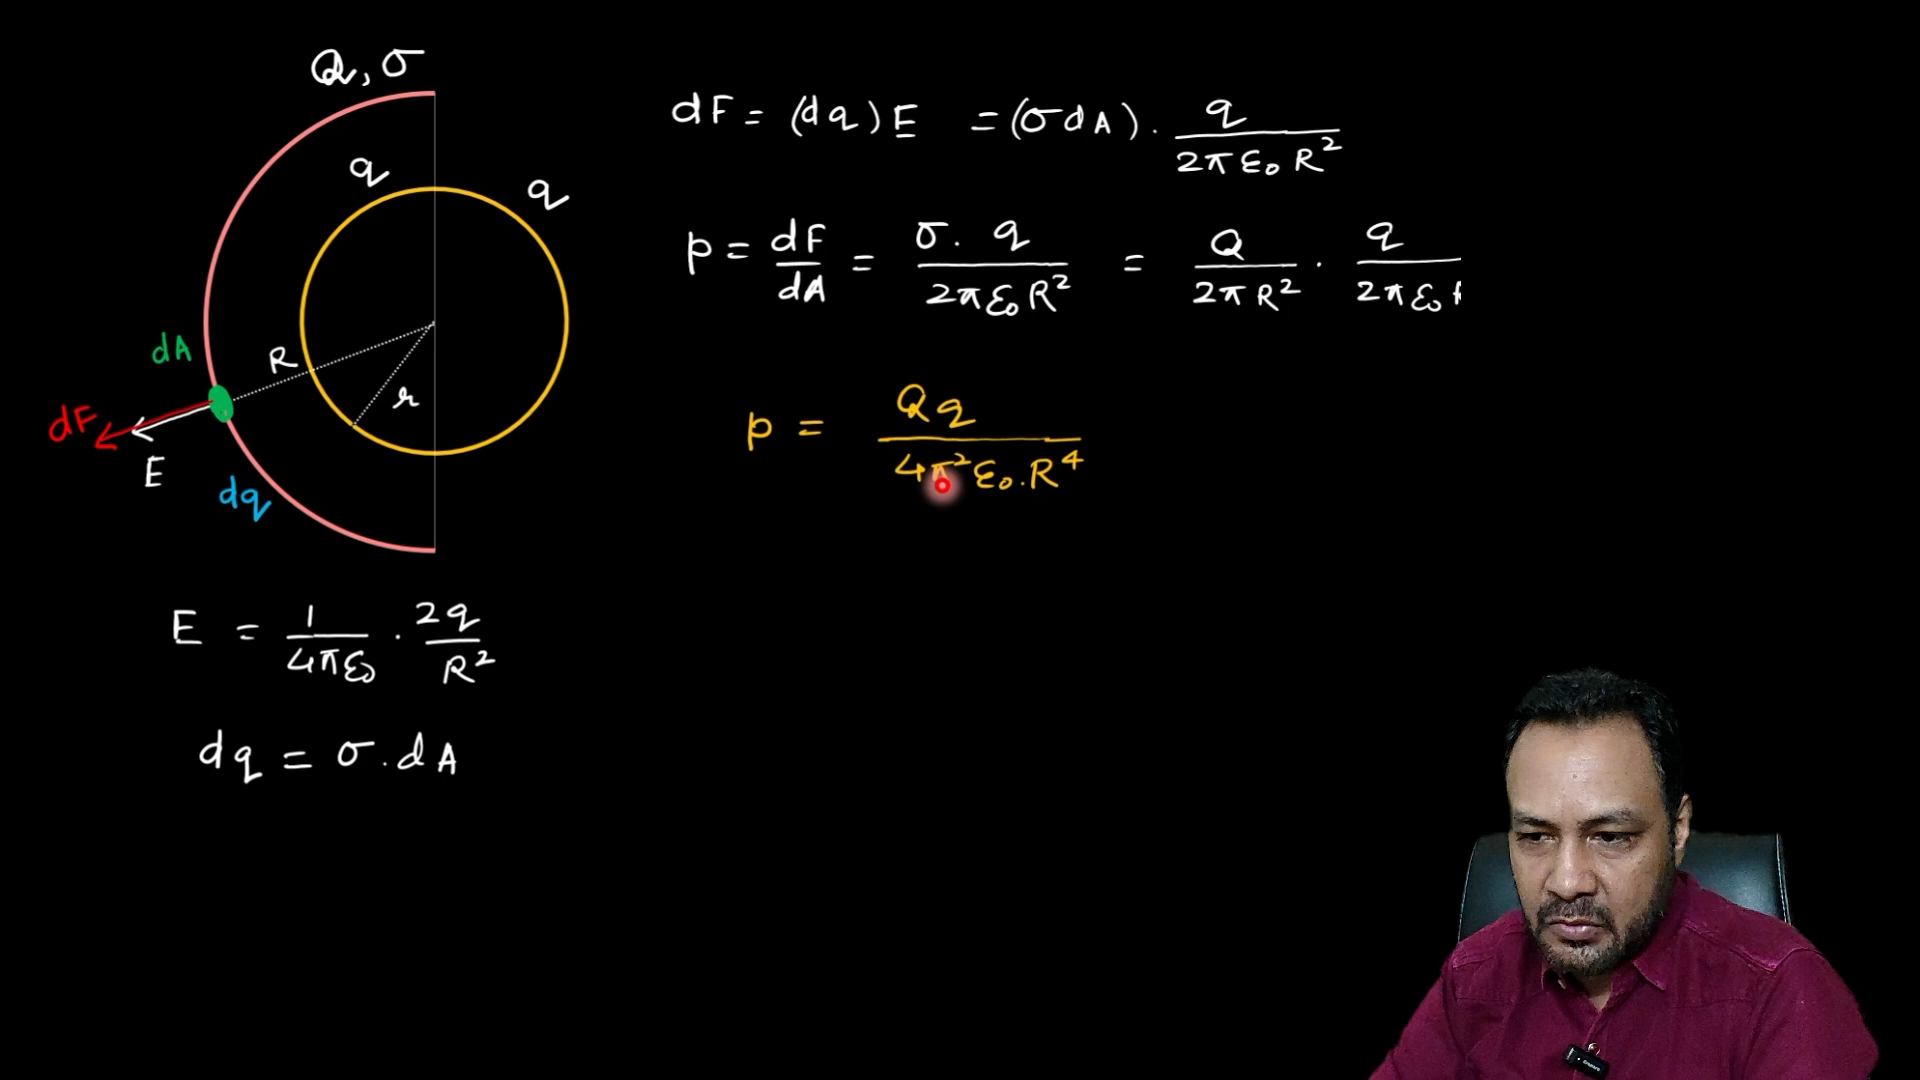 Q, σ
q
q
dA
R
r
dF
E
dq
E = 1/4πε₀ · 2q/R²
dq = σ.dA
dF = (dq)E = (σdA) · q/2πε₀R²
p = dF/dA = σ. q/2πε₀R² = Q/2πR² · q/2πε₀
p = Qq/4π²ε₀.R⁴